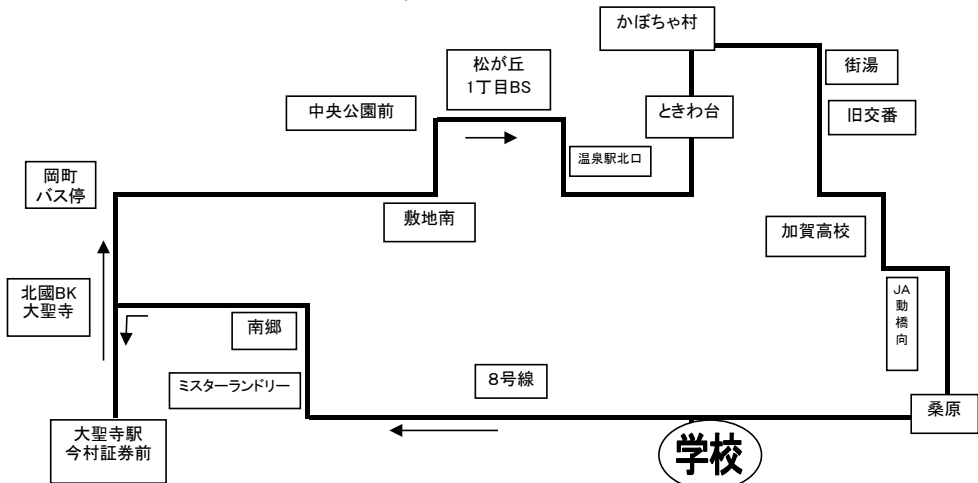 かぼちゃ村
松が丘
1丁目BS
街湯
中央公園前
ときわ台
旧交番
温泉駅北口
岡町
バス停
敷地南
加賀高校
北國BK
大聖寺
JA
動
橋
向
南郷
ミスターランドリー
8号線
桑原
大聖寺駅
今村証券前
学校